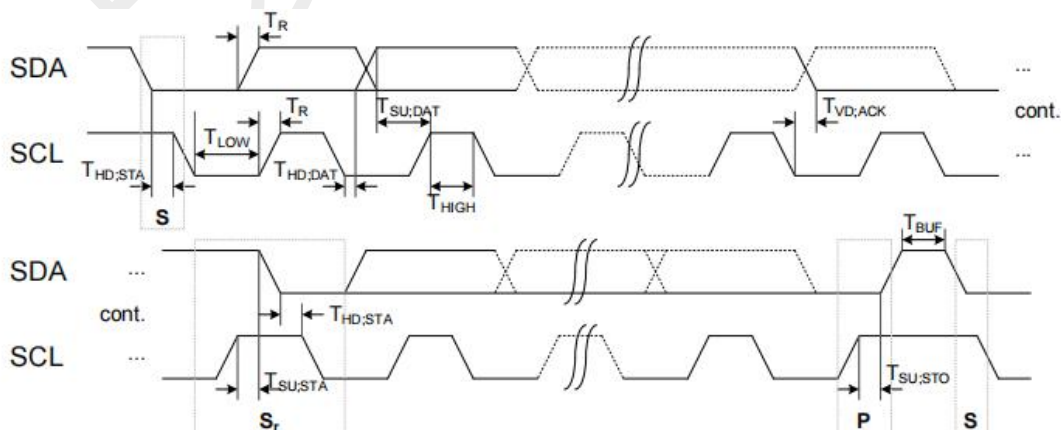 T_R
SDA
...
T_SU;DAT
T_R
T_VD;ACK
cont.
T_LOW
SCL
...
T_HD;STA
T_HD;DAT
T_HIGH
S
T_BUF
SDA
...
cont.
T_HD;STA
SCL
...
T_SU;STA
T_SU;STO
S_r
P
S